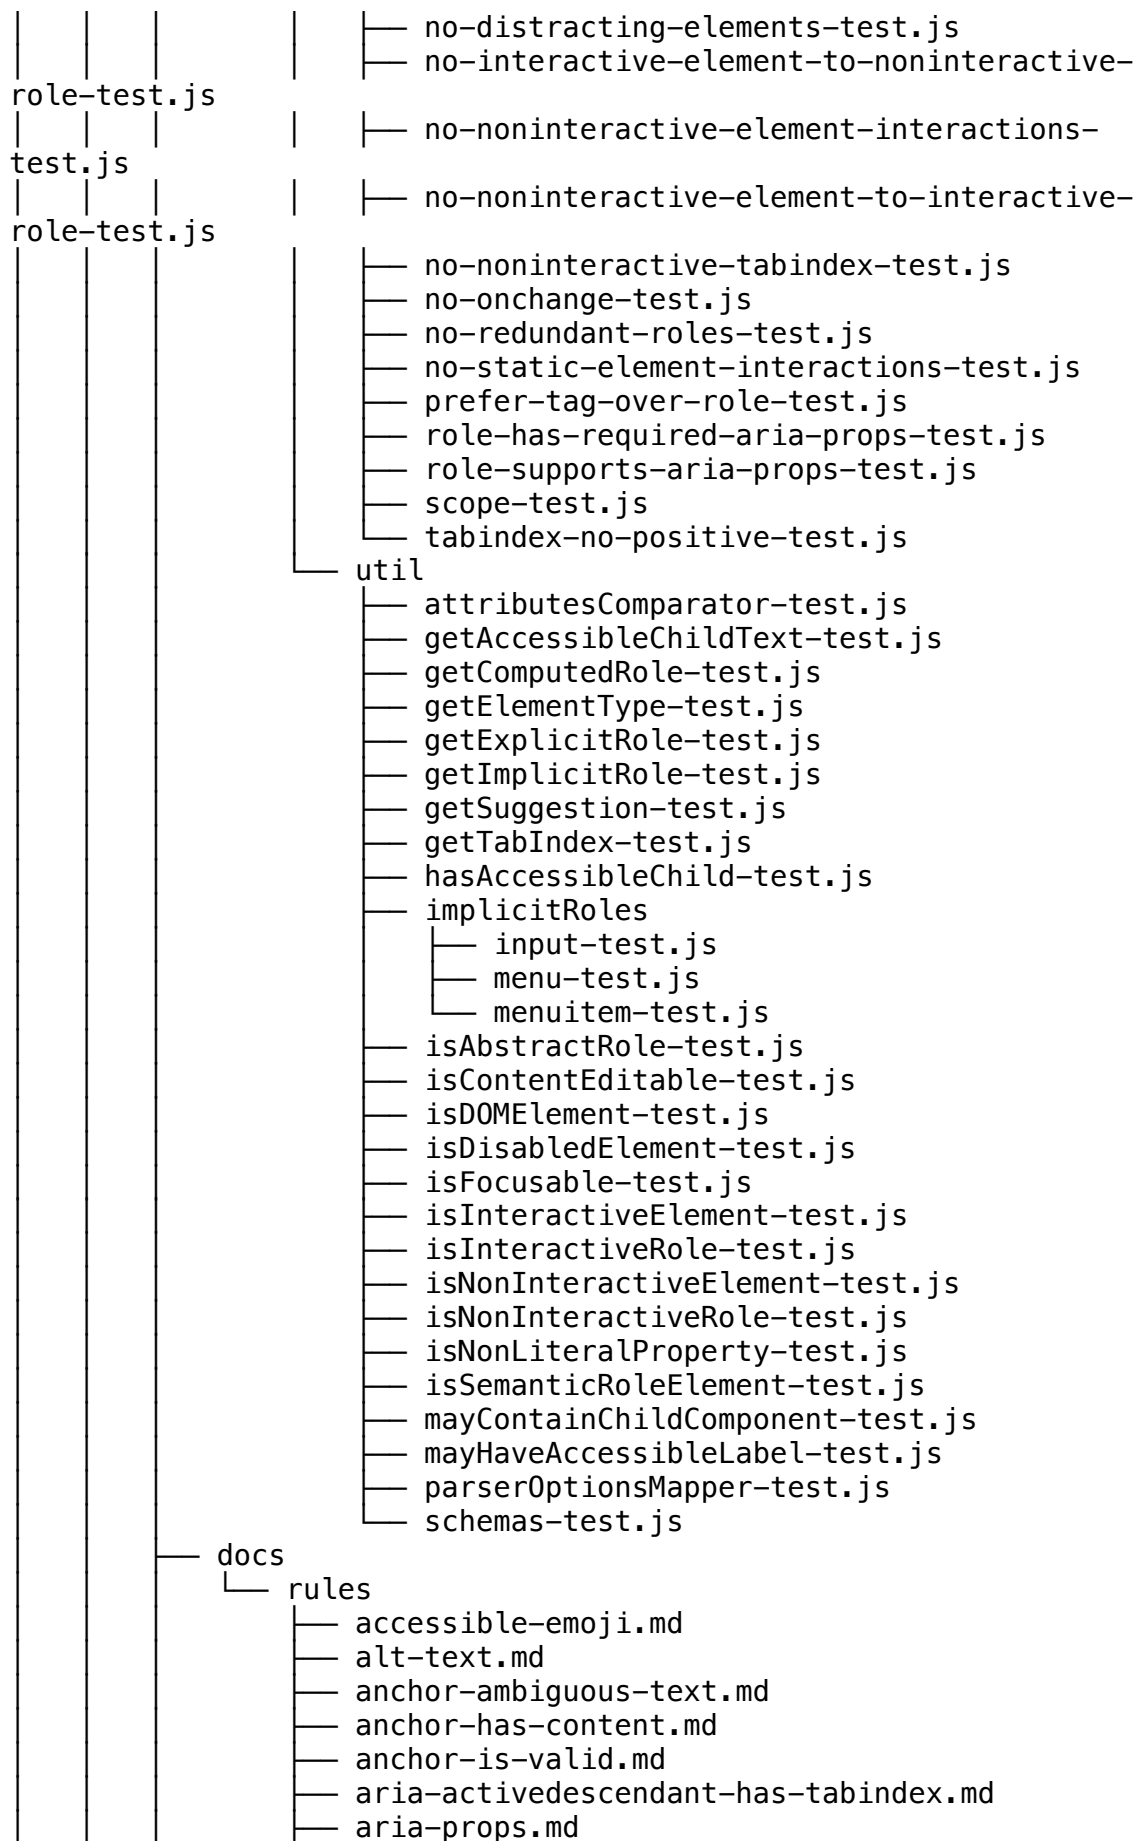 │   │   │       │   ├── no-distracting-elements-test.js
│   │   │       │   ├── no-interactive-element-to-noninteractive-
role-test.js
│   │   │       │   ├── no-noninteractive-element-interactions-
test.js
│   │   │       │   ├── no-noninteractive-element-to-interactive-
role-test.js
│   │   │       │   ├── no-noninteractive-tabindex-test.js
│   │   │       │   ├── no-onchange-test.js
│   │   │       │   ├── no-redundant-roles-test.js
│   │   │       │   ├── no-static-element-interactions-test.js
│   │   │       │   ├── prefer-tag-over-role-test.js
│   │   │       │   ├── role-has-required-aria-props-test.js
│   │   │       │   ├── role-supports-aria-props-test.js
│   │   │       │   ├── scope-test.js
│   │   │       │   └── tabindex-no-positive-test.js
│   │   │       └── util
│   │   │           ├── attributesComparator-test.js
│   │   │           ├── getAccessibleChildText-test.js
│   │   │           ├── getComputedRole-test.js
│   │   │           ├── getElementType-test.js
│   │   │           ├── getExplicitRole-test.js
│   │   │           ├── getImplicitRole-test.js
│   │   │           ├── getSuggestion-test.js
│   │   │           ├── getTabIndex-test.js
│   │   │           ├── hasAccessibleChild-test.js
│   │   │           ├── implicitRoles
│   │   │           │   ├── input-test.js
│   │   │           │   ├── menu-test.js
│   │   │           │   └── menuitem-test.js
│   │   │           ├── isAbstractRole-test.js
│   │   │           ├── isContentEditable-test.js
│   │   │           ├── isDOMElement-test.js
│   │   │           ├── isDisabledElement-test.js
│   │   │           ├── isFocusable-test.js
│   │   │           ├── isInteractiveElement-test.js
│   │   │           ├── isInteractiveRole-test.js
│   │   │           ├── isNonInteractiveElement-test.js
│   │   │           ├── isNonInteractiveRole-test.js
│   │   │           ├── isNonLiteralProperty-test.js
│   │   │           ├── isSemanticRoleElement-test.js
│   │   │           ├── mayContainChildComponent-test.js
│   │   │           ├── mayHaveAccessibleLabel-test.js
│   │   │           ├── parserOptionsMapper-test.js
│   │   │           └── schemas-test.js
│   │   ├── docs
│   │   │   └── rules
│   │   │       ├── accessible-emoji.md
│   │   │       ├── alt-text.md
│   │   │       ├── anchor-ambiguous-text.md
│   │   │       ├── anchor-has-content.md
│   │   │       ├── anchor-is-valid.md
│   │   │       ├── aria-activedescendant-has-tabindex.md
│   │   │       ├── aria-props.md